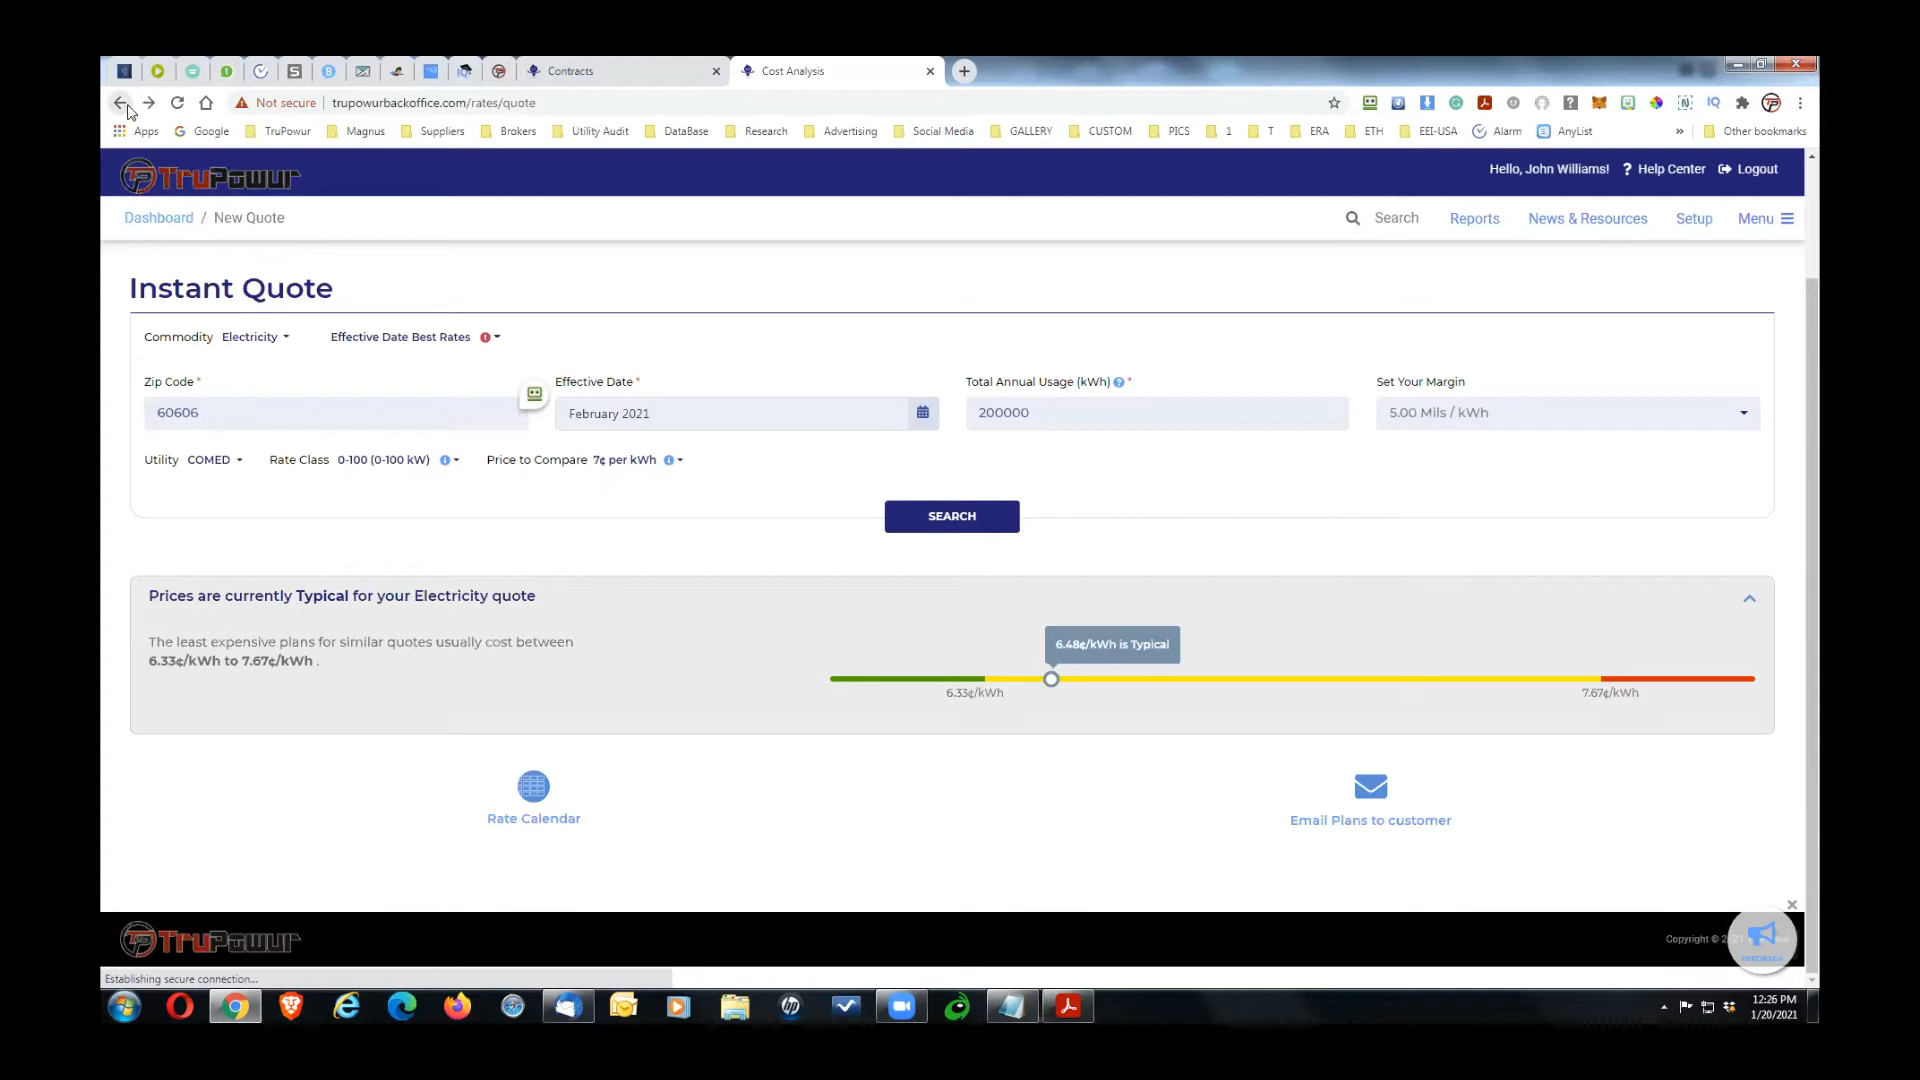 Contracts
Cost Analysis
Not secure
trupowurbackoffice.com/rates/quote
Apps Google TruPowur Magnus Suppliers Brokers Utility Audit DataBase Research Advertising Social Media GALLERY CUSTOM PICS 1 T ERA ETH EEI-USA Alarm AnyList » Other bookmarks
TruPowur
Hello, John Williams! ? Help Center Logout
Dashboard / New Quote
Search Reports News & Resources Setup Menu
Instant Quote
Commodity Electricity Effective Date Best Rates
Zip Code * Effective Date * Total Annual Usage (kWh) * Set Your Margin
60606 February 2021 200000 5.00 Mils / kWh
Utility COMED Rate Class 0-100 (0-100 kW) Price to Compare 7¢ per kWh
SEARCH
Prices are currently Typical for your Electricity quote
The least expensive plans for similar quotes usually cost between
6.33¢/kWh to 7.67¢/kWh .
6.48¢/kWh is Typical
6.33¢/kWh 7.67¢/kWh
Rate Calendar
Email Plans to customer
TruPowur
Copyright © 2
FEEDBACK
Establishing secure connection...
12:26 PM
1/20/2021